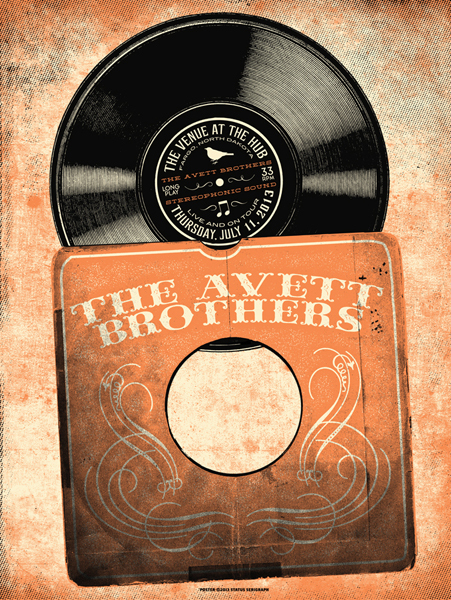 THE VENUE AT THE HUB
FARGO, NORTH DAKOTA
THE AVETT BROTHERS
LONG PLAY
33 RPM
STEREOPHONIC SOUND
LIVE AND ON TOUR
THURSDAY, JULY 11, 2013
THE AVETT
BROTHERS
POSTER ©2013 STATUS SERIGRAPH